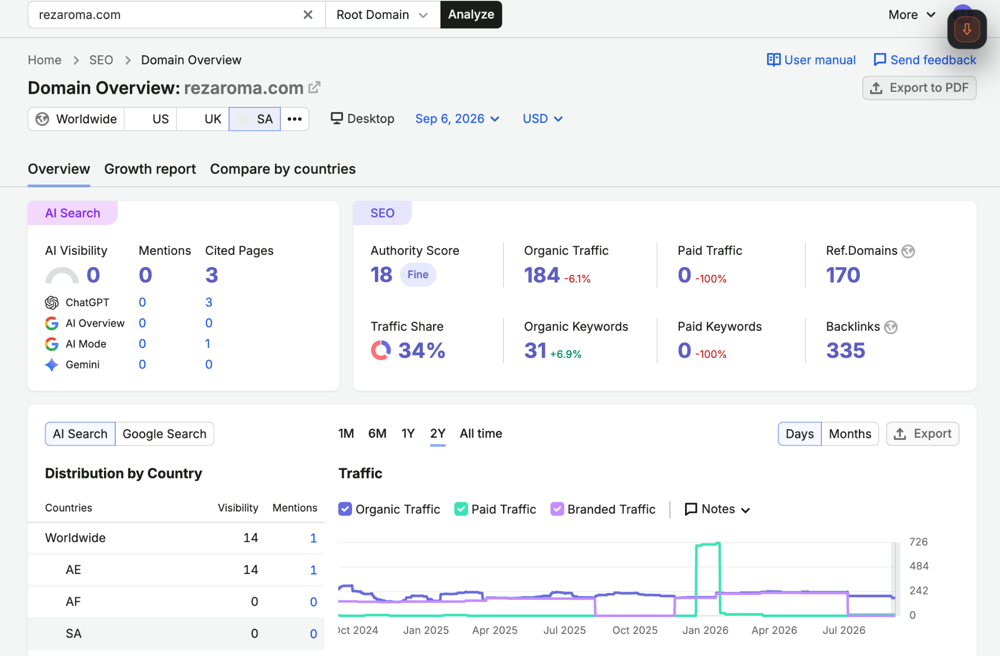 rezaroma.com
Root Domain
Analyze
More
Home > SEO > Domain Overview
User manual
Send feedback
Domain Overview: rezaroma.com
Export to PDF
Worldwide
US
UK
SA
Desktop
Sep 6, 2026
USD
Overview
Growth report
Compare by countries
AI Search
AI Visibility Mentions Cited Pages
0 0 3
ChatGPT 0 3
AI Overview 0 0
AI Mode 0 1
Gemini 0 0
SEO
Authority Score Organic Traffic Paid Traffic Ref.Domains
18 Fine 184 -6.1% 0 -100% 170
Traffic Share Organic Keywords Paid Keywords Backlinks
34% 31 +6.9% 0 -100% 335
AI Search Google Search
1M 6M 1Y 2Y All time
Days Months
Export
Distribution by Country
Countries Visibility Mentions
Worldwide 14 1
AE 14 1
AF 0 0
SA 0 0
Traffic
Organic Traffic Paid Traffic Branded Traffic
Notes
726
484
242
0
Oct 2024 Jan 2025 Apr 2025 Jul 2025 Oct 2025 Jan 2026 Apr 2026 Jul 2026